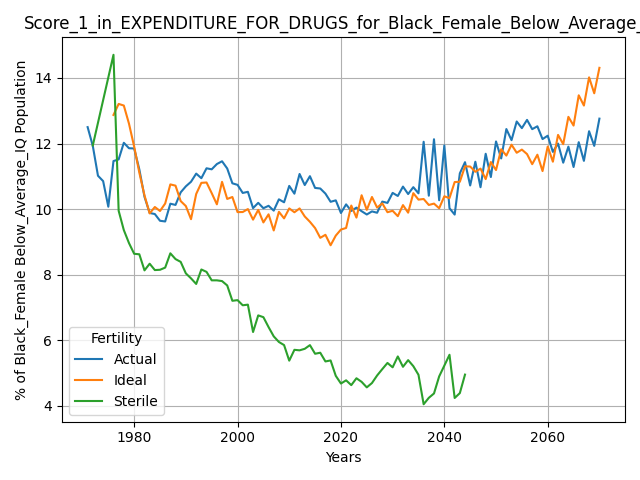 Score_1_in_EXPENDITURE_FOR_DRUGS_for_Black_Female_Below_Average_
% of Black_Female Below_Average_IQ Population
14
12
10
8
6
4
Fertility
Actual
Ideal
Sterile
1980 2000 2020 2040 2060
Years